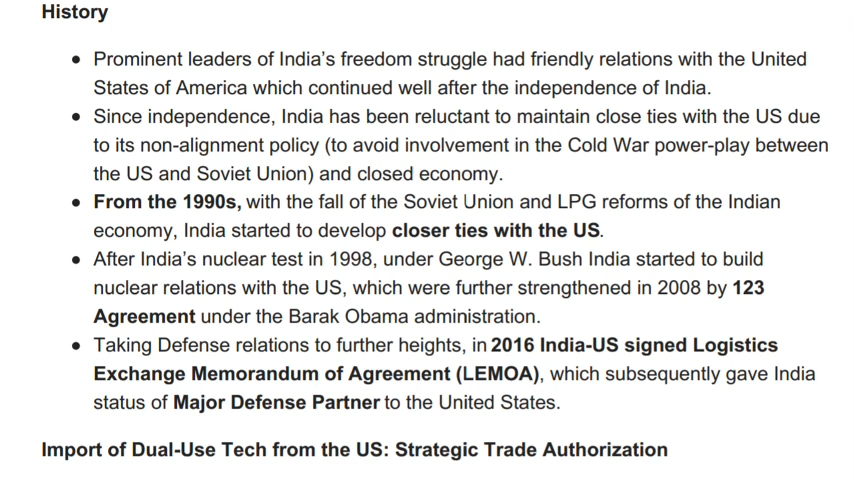 History
● Prominent leaders of India’s freedom struggle had friendly relations with the United
States of America which continued well after the independence of India.
● Since independence, India has been reluctant to maintain close ties with the US due
to its non-alignment policy (to avoid involvement in the Cold War power-play between
the US and Soviet Union) and closed economy.
● From the 1990s, with the fall of the Soviet Union and LPG reforms of the Indian
economy, India started to develop closer ties with the US.
● After India’s nuclear test in 1998, under George W. Bush India started to build
nuclear relations with the US, which were further strengthened in 2008 by 123
Agreement under the Barak Obama administration.
● Taking Defense relations to further heights, in 2016 India-US signed Logistics
Exchange Memorandum of Agreement (LEMOA), which subsequently gave India
status of Major Defense Partner to the United States.
Import of Dual-Use Tech from the US: Strategic Trade Authorization